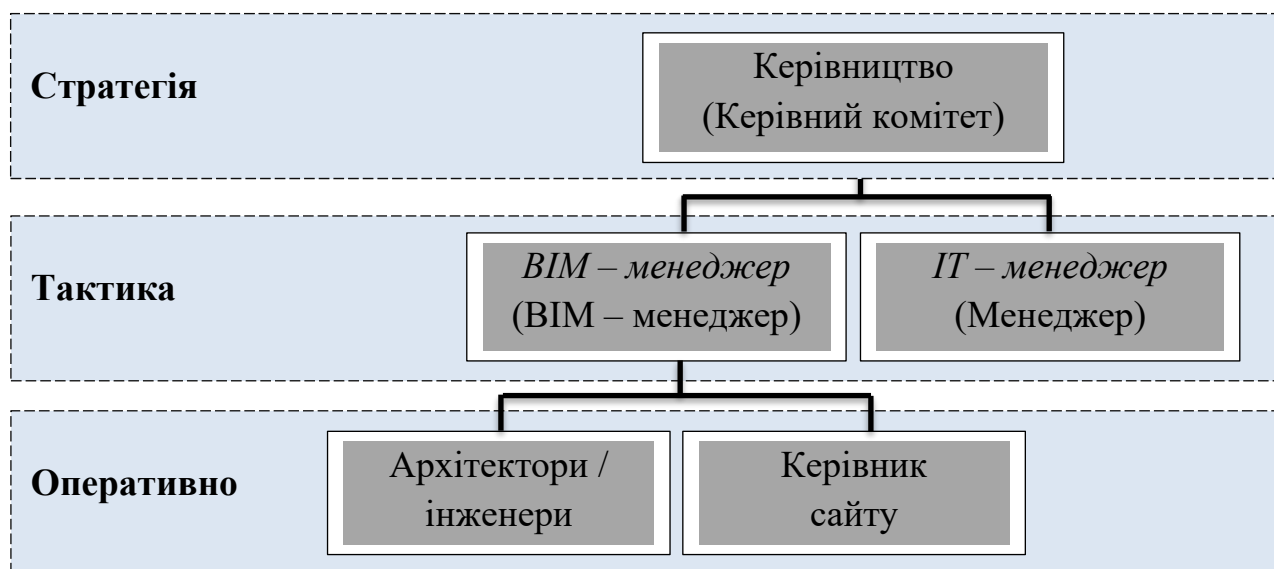 Стратегія
Керівництво
(Керівний комітет)
Тактика
BIM – менеджер
(BIM – менеджер)
IT – менеджер
(Менеджер)
Оперативно
Архітектори /
інженери
Керівник
сайту